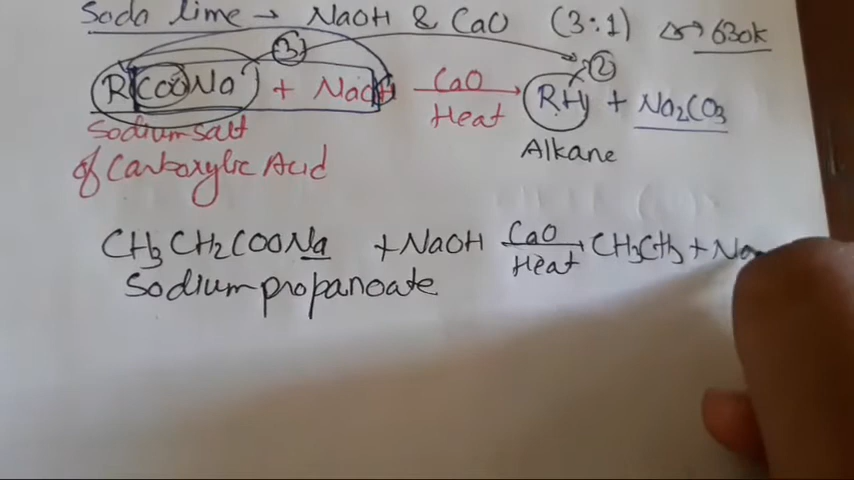 Soda lime → NaOH & CaO (3:1) Δ→ 630K
③ ②
RCOONa + NaOH CaO Heat → RH + Na2CO3
Sodium salt of Carboxylic Acid
Alkane
CH3CH2COONa + NaOH CaO Heat → CH3CH3 + Na
Sodium propanoate